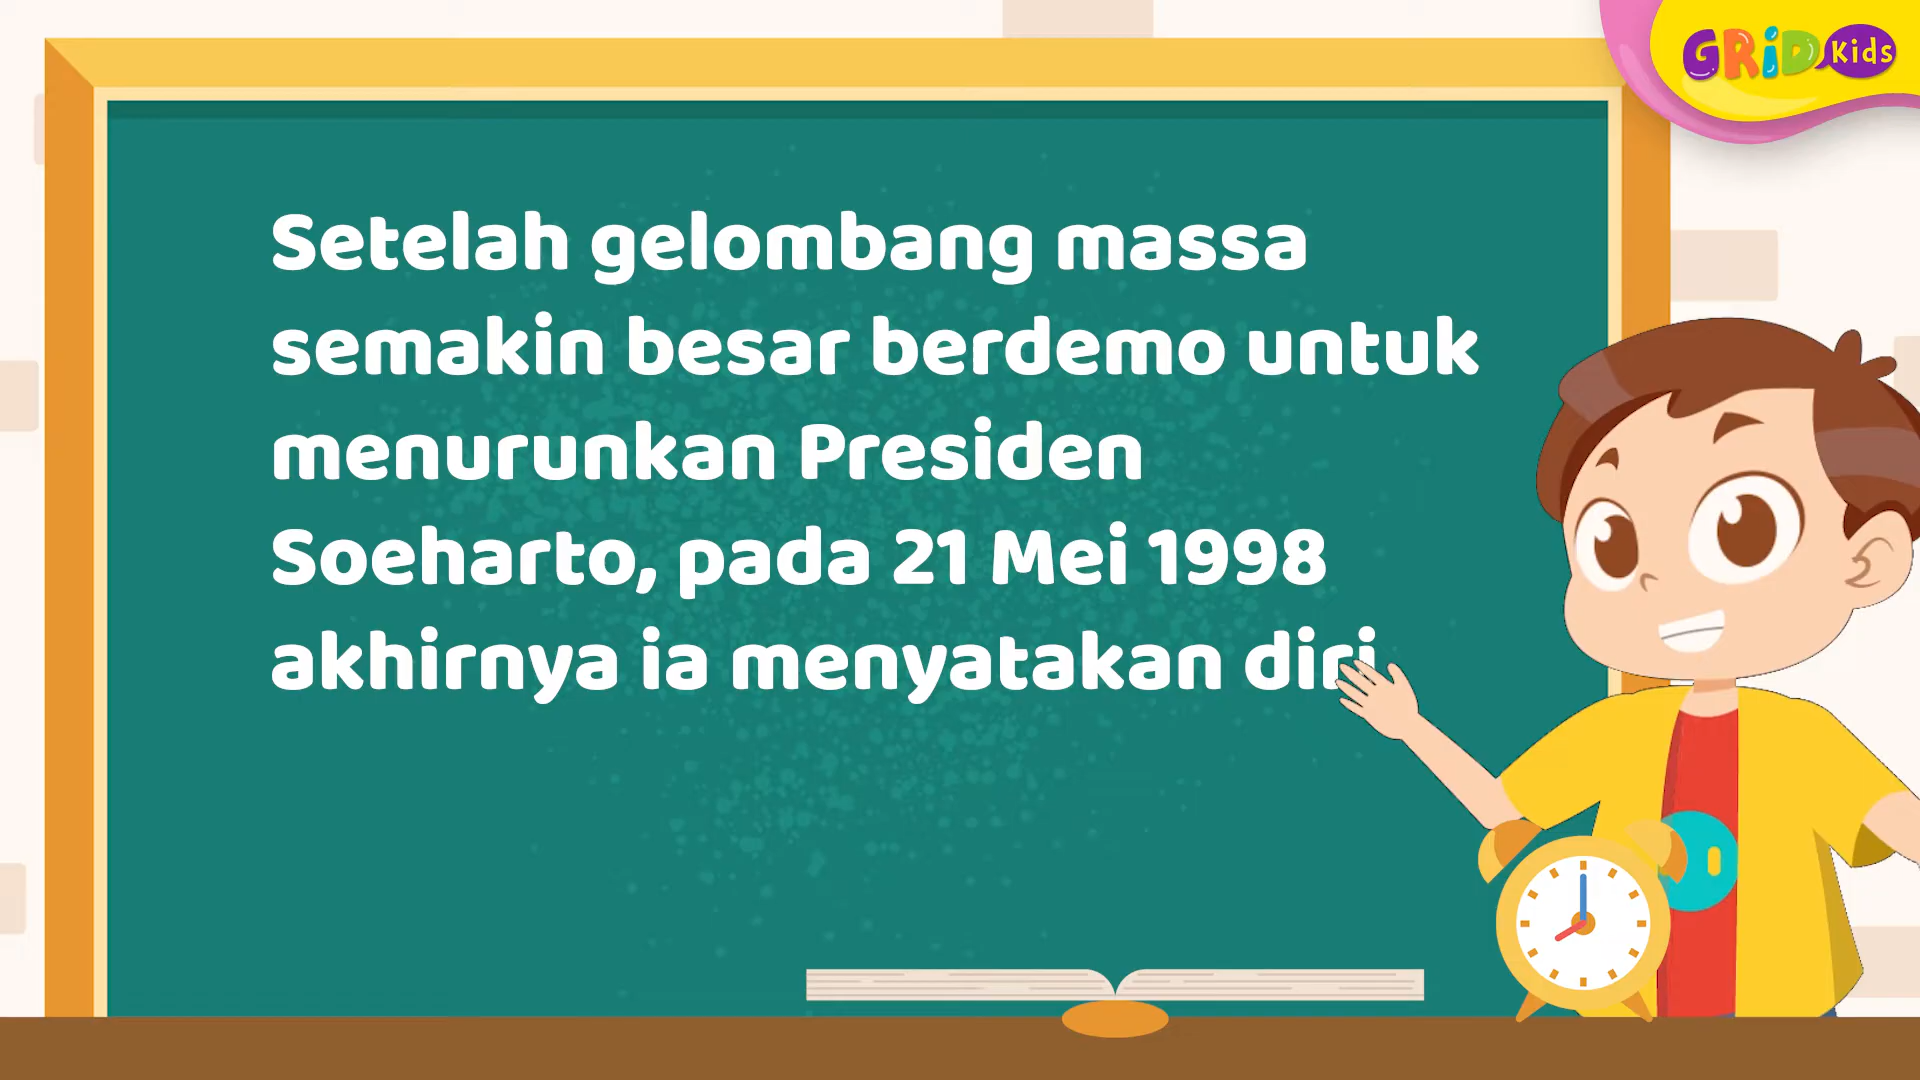 GRiD Kids
Setelah gelombang massa
semakin besar berdemo untuk
menurunkan Presiden
Soeharto, pada 21 Mei 1998
akhirnya ia menyatakan diri